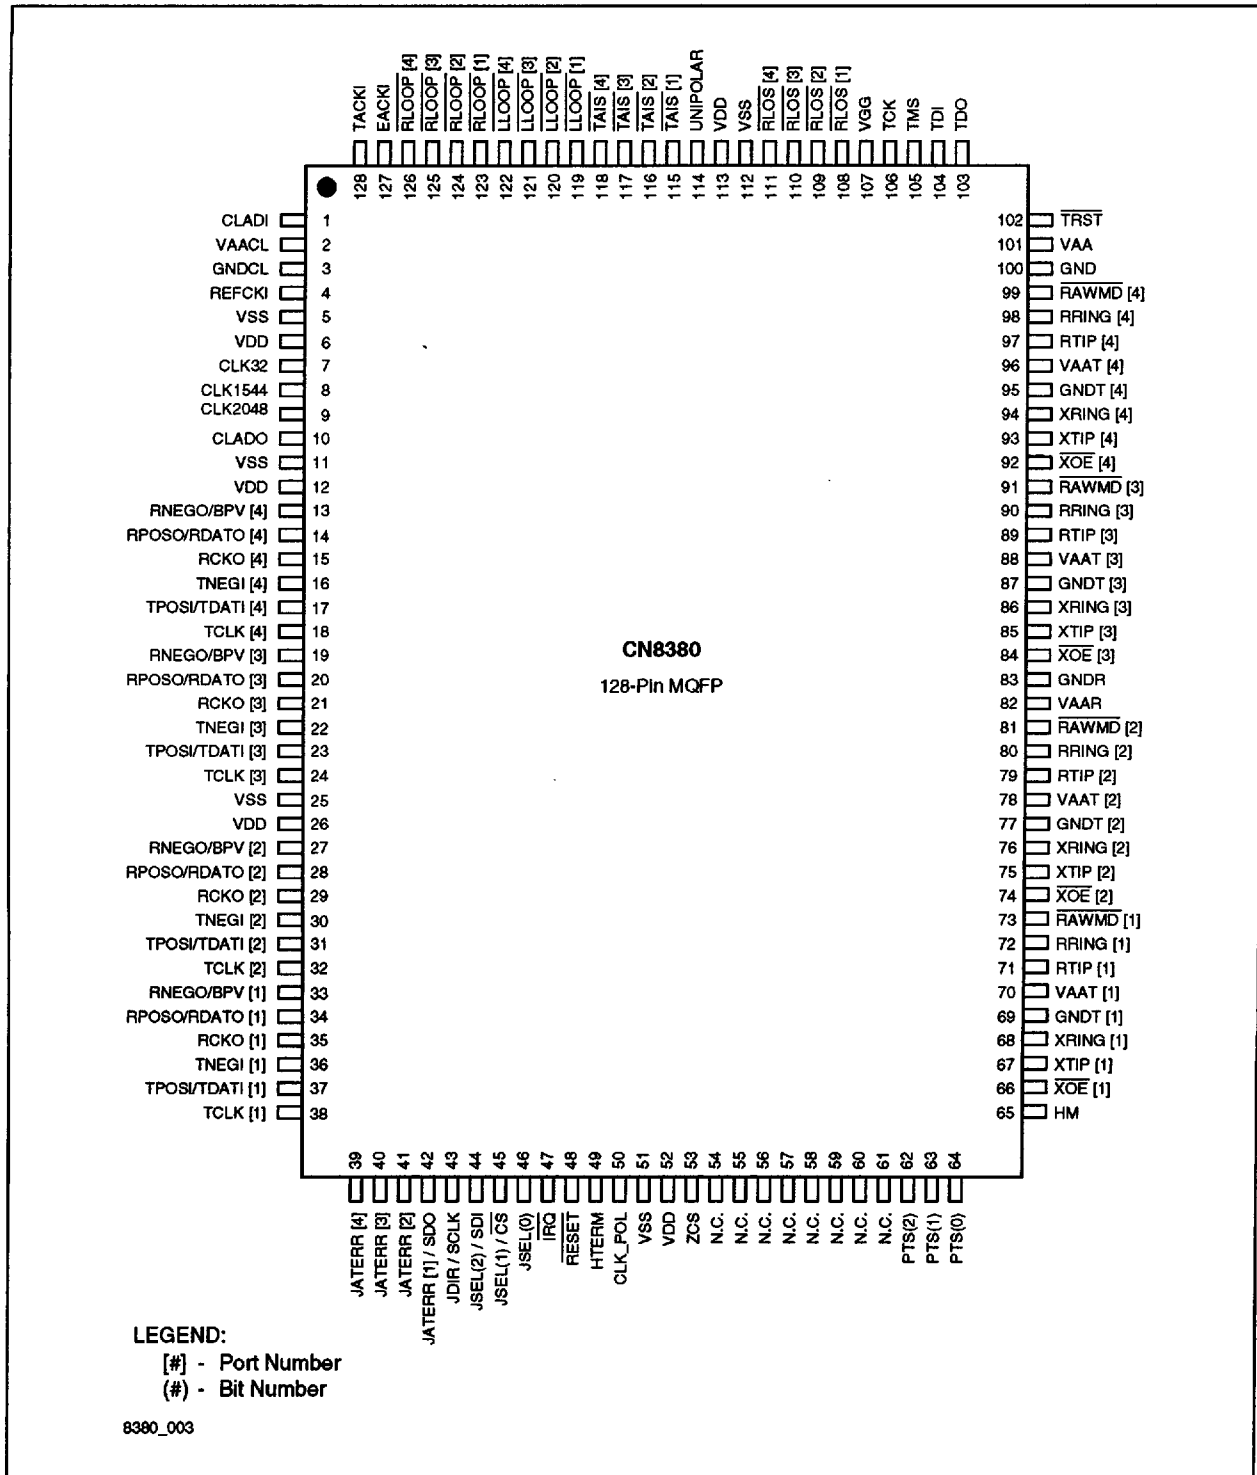 TACKI
EACKI
RLOOP [4]
RLOOP [3]
RLOOP [2]
RLOOP [1]
LLOOP [4]
LLOOP [3]
LLOOP [2]
LLOOP [1]
TAIS [4]
TAIS [3]
TAIS [2]
TAIS [1]
UNIPOLAR
VDD
VSS
RLOS [4]
RLOS [3]
RLOS [2]
RLOS [1]
VGG
TCK
TMS
TDI
TDO
128
127
126
125
124
123
122
121
120
119
118
117
116
115
114
113
112
111
110
109
108
107
106
105
104
103
CLADI 1
VAACL 2
GNDCL 3
REFCKI 4
VSS 5
VDD 6
CLK32 7
CLK1544 8
CLK2048 9
CLADO 10
VSS 11
VDD 12
RNEGO/BPV [4] 13
RPOSO/RDATO [4] 14
RCKO [4] 15
TNEGI [4] 16
TPOSI/TDATI [4] 17
TCLK [4] 18
RNEGO/BPV [3] 19
RPOSO/RDATO [3] 20
RCKO [3] 21
TNEGI [3] 22
TPOSI/TDATI [3] 23
TCLK [3] 24
VSS 25
VDD 26
RNEGO/BPV [2] 27
RPOSO/RDATO [2] 28
RCKO [2] 29
TNEGI [2] 30
TPOSI/TDATI [2] 31
TCLK [2] 32
RNEGO/BPV [1] 33
RPOSO/RDATO [1] 34
RCKO [1] 35
TNEGI [1] 36
TPOSI/TDATI [1] 37
TCLK [1] 38
CN8380
128-Pin MQFP
102 TRST
101 VAA
100 GND
99 RAWMD [4]
98 RRING [4]
97 RTIP [4]
96 VAAT [4]
95 GNDT [4]
94 XRING [4]
93 XTIP [4]
92 XOE [4]
91 RAWMD [3]
90 RRING [3]
89 RTIP [3]
88 VAAT [3]
87 GNDT [3]
86 XRING [3]
85 XTIP [3]
84 XOE [3]
83 GNDR
82 VAAR
81 RAWMD [2]
80 RRING [2]
79 RTIP [2]
78 VAAT [2]
77 GNDT [2]
76 XRING [2]
75 XTIP [2]
74 XOE [2]
73 RAWMD [1]
72 RRING [1]
71 RTIP [1]
70 VAAT [1]
69 GNDT [1]
68 XRING [1]
67 XTIP [1]
66 XOE [1]
65 HM
39
40
41
42
43
44
45
46
47
48
49
50
51
52
53
54
55
56
57
58
59
60
61
62
63
64
JATERR [4]
JATERR [3]
JATERR [2]
JATERR [1] / SDO
JDIR / SCLK
JSEL(2) / SDI
JSEL(1) / CS
JSEL(0)
IRQ
RESET
HTERM
CLK_POL
VSS
VDD
ZCS
N.C.
N.C.
N.C.
N.C.
N.C.
N.C.
N.C.
N.C.
PTS(2)
PTS(1)
PTS(0)
LEGEND:
[#] - Port Number
(#) - Bit Number
8380_003